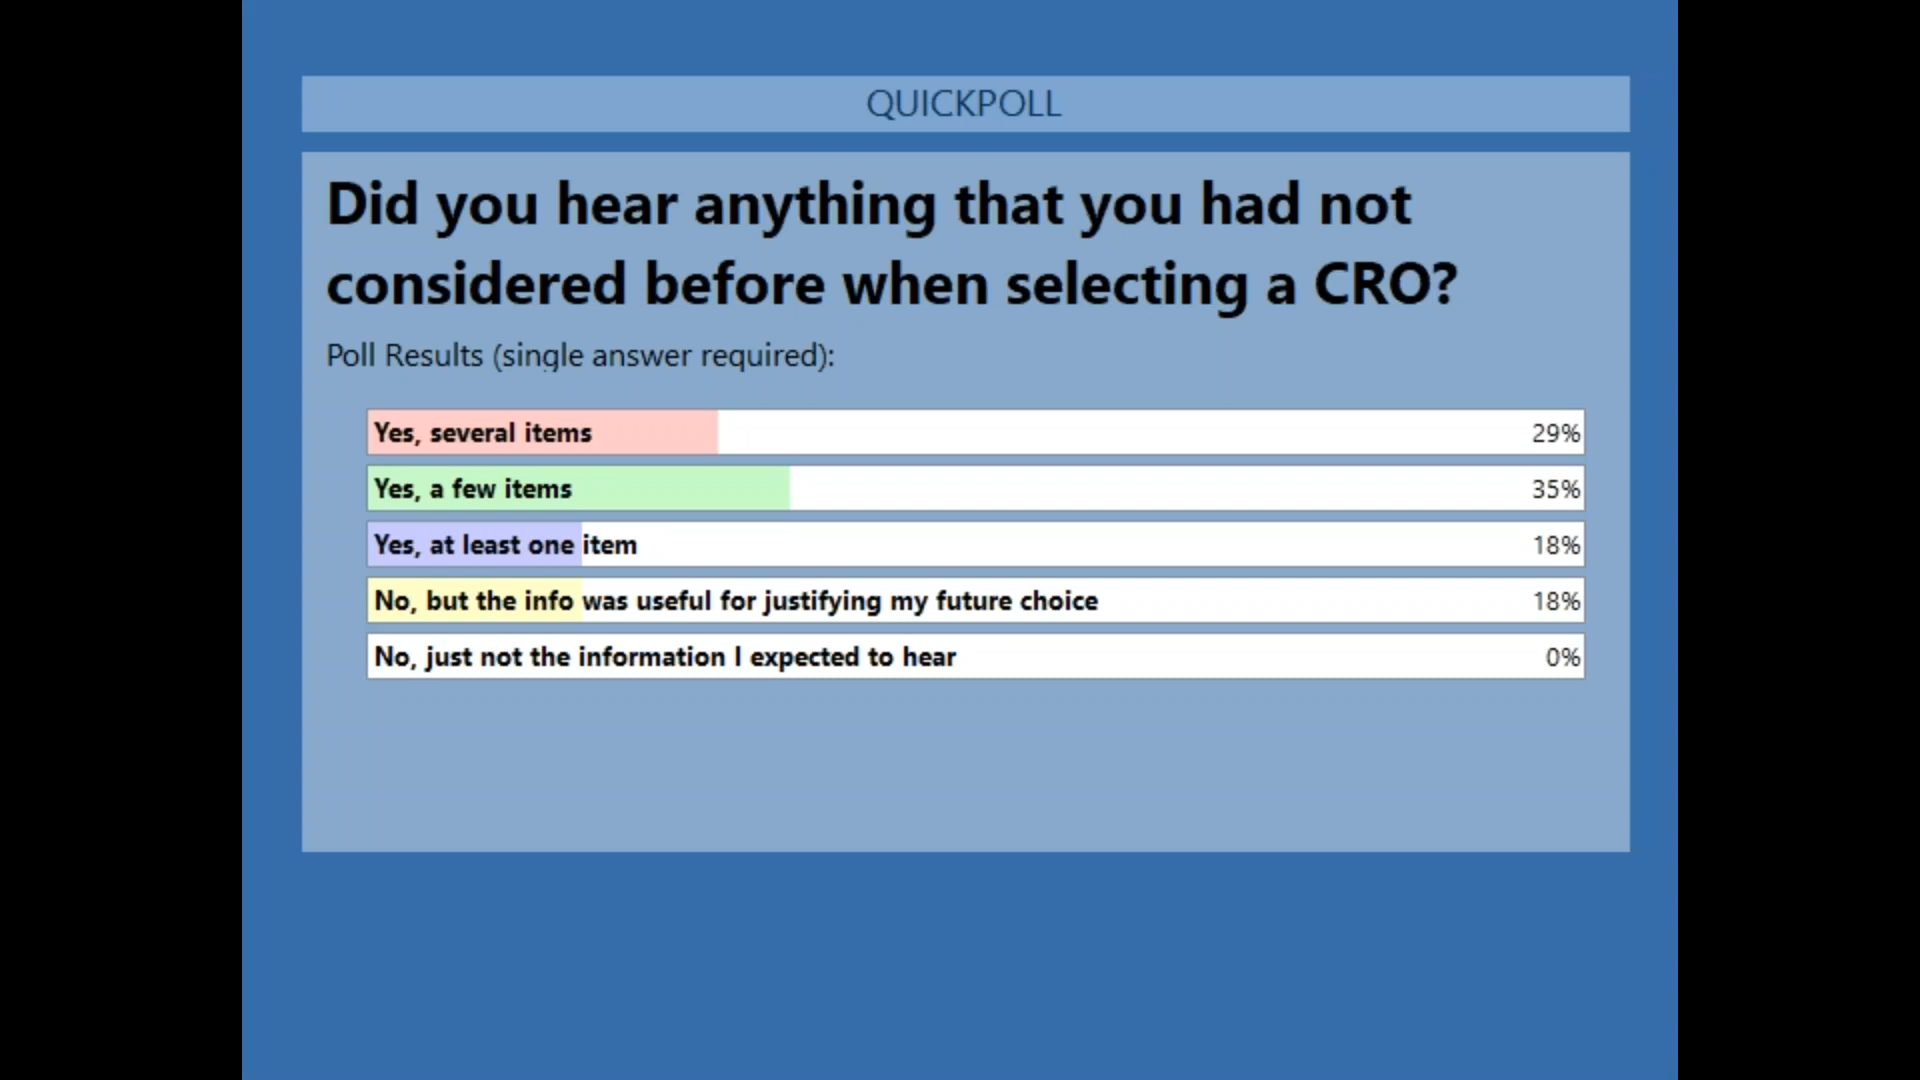 QUICKPOLL
Did you hear anything that you had not
considered before when selecting a CRO?
Poll Results (single answer required):
Yes, several items 29%
Yes, a few items 35%
Yes, at least one item 18%
No, but the info was useful for justifying my future choice 18%
No, just not the information I expected to hear 0%